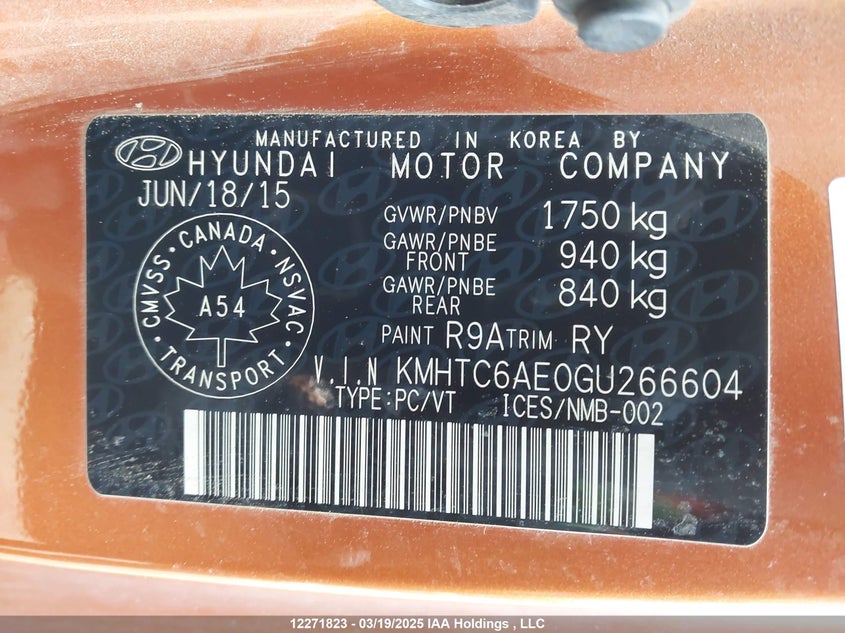 MANUFACTURED IN KOREA BY
HYUNDAI MOTOR COMPANY
JUN/18/15
GVWR/PNBV 1750 kg
GAWR/PNBE FRONT 940 kg
GAWR/PNBE REAR 840 kg
CMVSS • CANADA • NSVAC • TRANSPORT •
A54
PAINT R9A TRIM RY
V.I.N KMHTC6AE0GU266604
TYPE:PC/VT ICES/NMB-002
12271823 - 03/19/2025 IAA Holdings , LLC